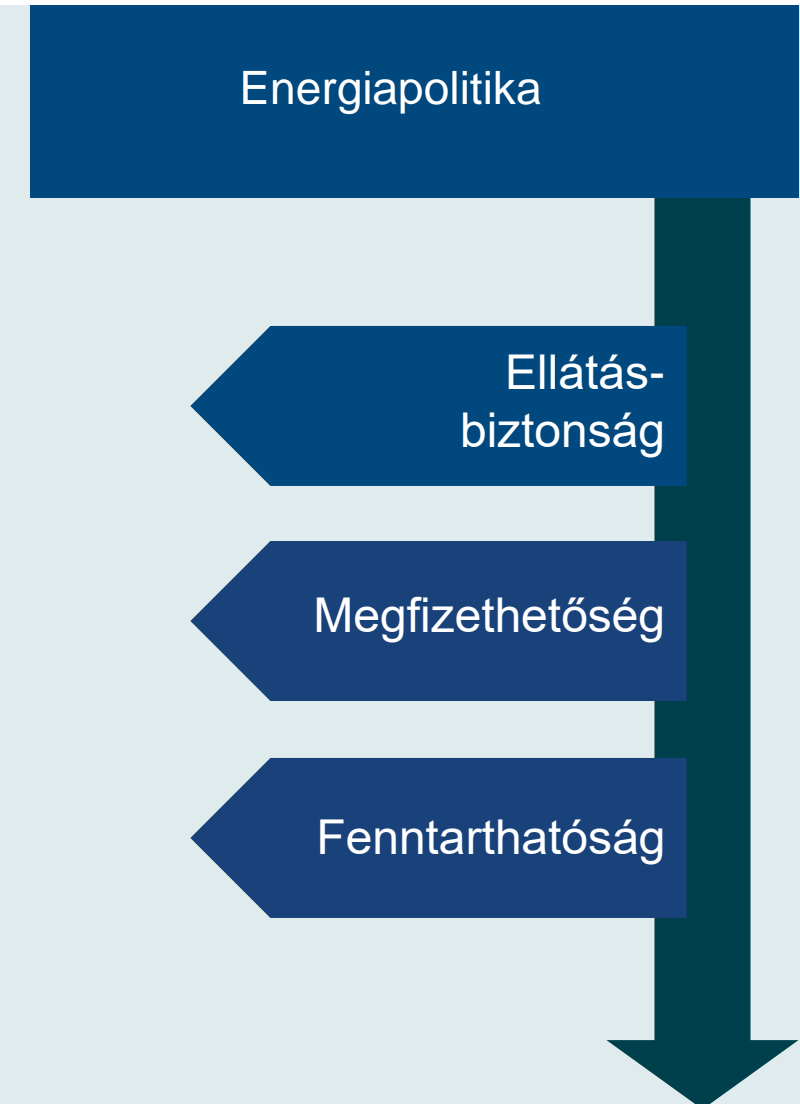 Energiapolitika
Ellátás-
biztonság
Megfizethetőség
Fenntarthatóság